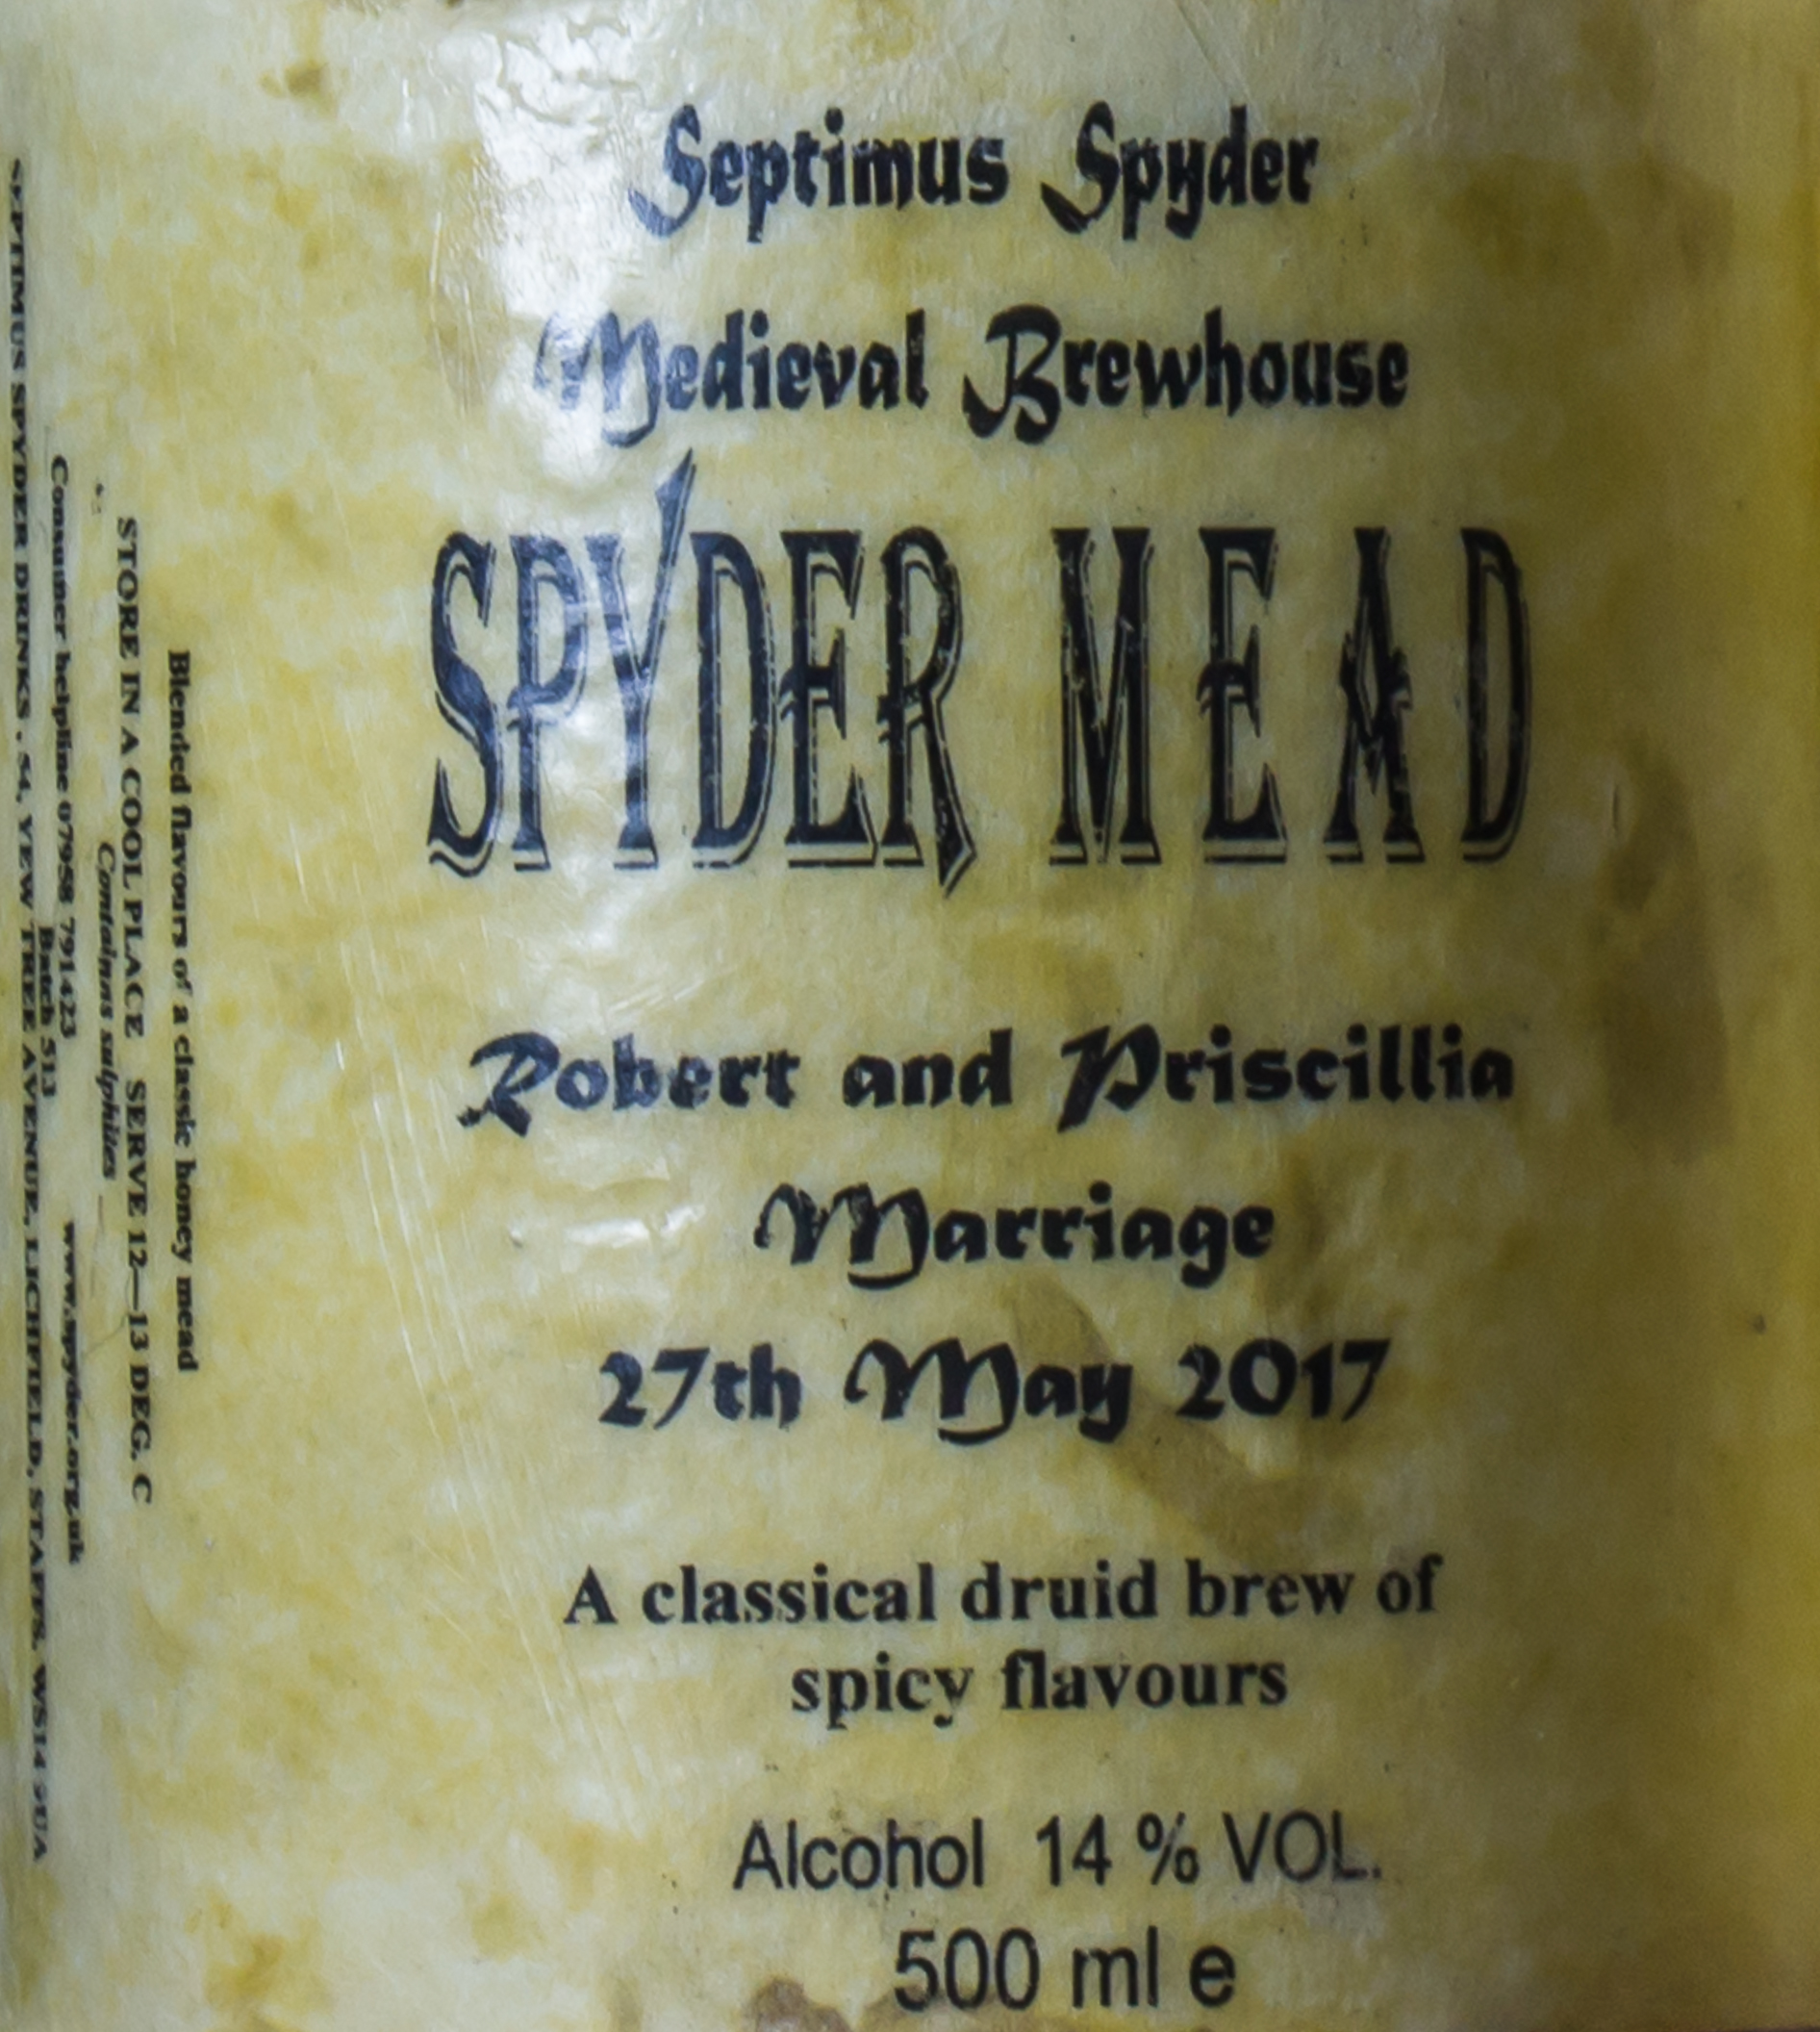 Septimus Spyder
Medieval Brewhouse
SPYDER MEAD
Robert and Priscillia
Marriage
27th May 2017
A classical druid brew of
spicy flavours
Alcohol 14 % VOL.
500 ml e
Blended flavours of a classic honey mead
STORE IN A COOL PLACE SERVE 12—13 DEG. C
Contains sulphites
Consumer helpline 07958 791423 www.spyder.org.uk
Batch 513
SEPTIMUS SPYDER DRINKS , 54, YEW TREE AVENUE, LICHFIELD, STAFFS. WS14 9UA